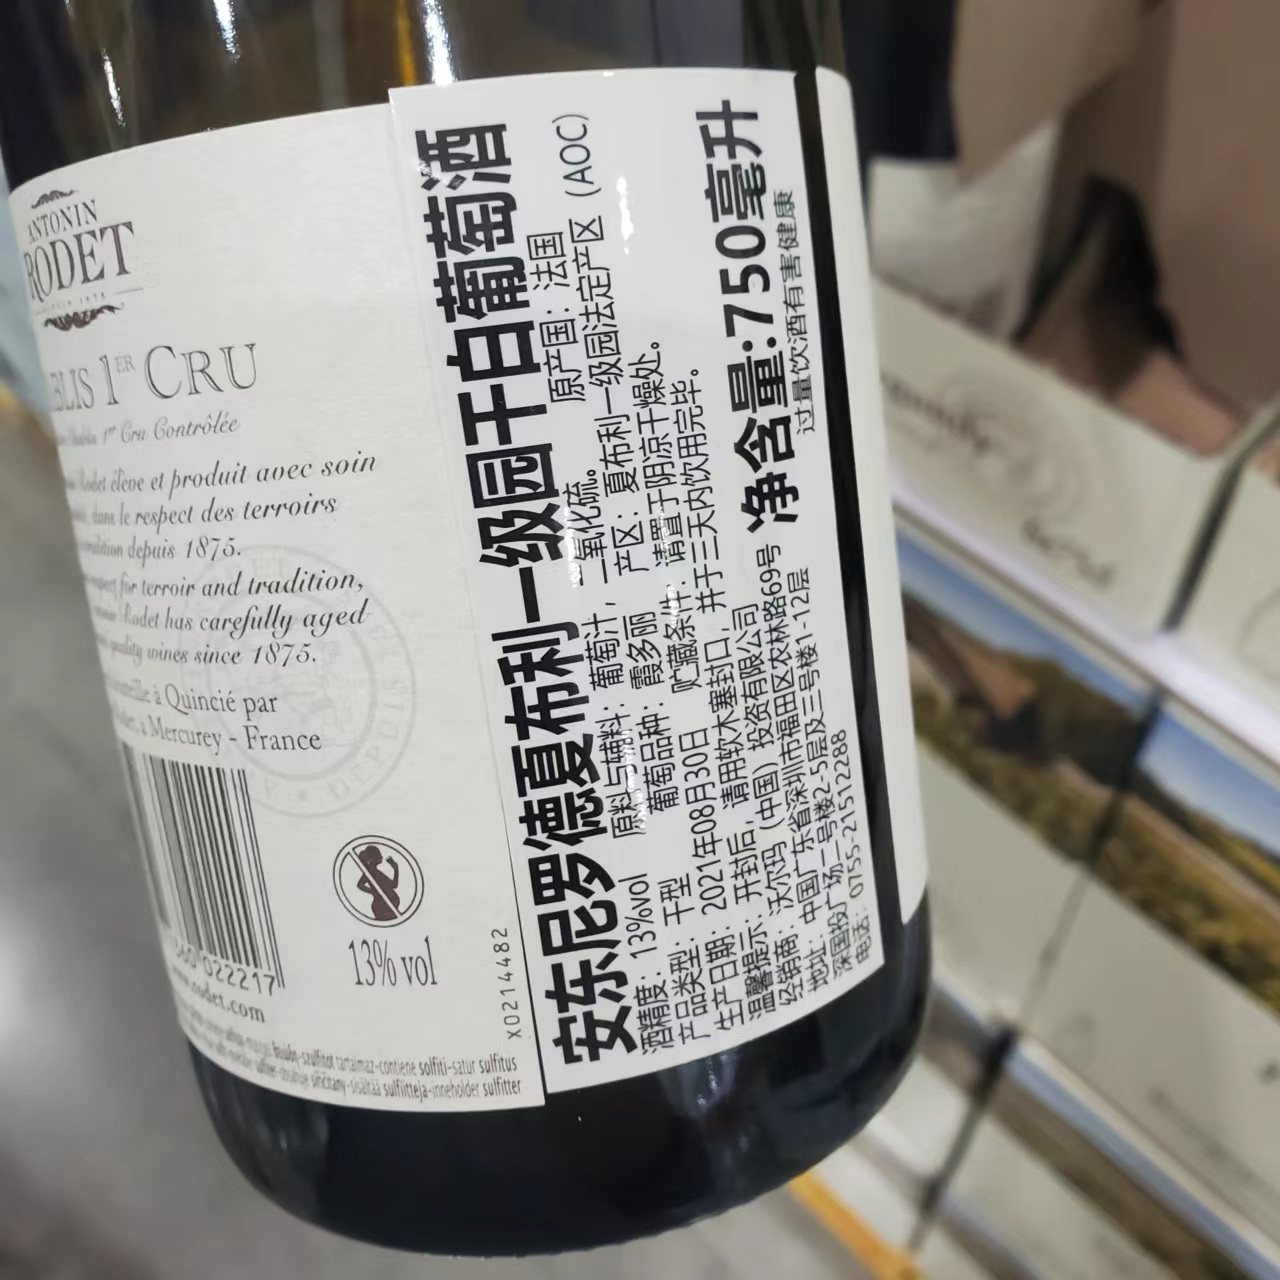 ANTONIN
RODET
1ER CRU
1er Cru Contrôlée
élève et produit avec soin
dans le respect des terroirs
depuis 1875.
for terroir and tradition,
Rodet has carefully aged
quality wines since 1875.
à Quincié par
à Mercurey - France
022217
13% vol
X0214482
tartalmaz-contiene solfiti-satur sulfitus
sisältää sulfiitteja-inneholder sulfitter
安东尼罗德夏布利一级园干白葡萄酒
酒精度：13%vol 原料与辅料：葡萄汁，二氧化硫。 原产国：法国
产品类型：干型 葡萄品种：霞多丽 产区：夏布利一级园法定产区（AOC）
生产日期：2021年08月30日 贮藏条件：请置于阴凉干燥处。
温馨提示：开封后，请用软木塞封口，并于三天内饮用完毕。
经销商：沃尔玛（中国）投资有限公司
地址：中国广东省深圳市福田区农林路69号
深国投广场二号楼2-5层及三号楼1-12层
电话：0755-21512288
净含量:750毫升
过量饮酒有害健康